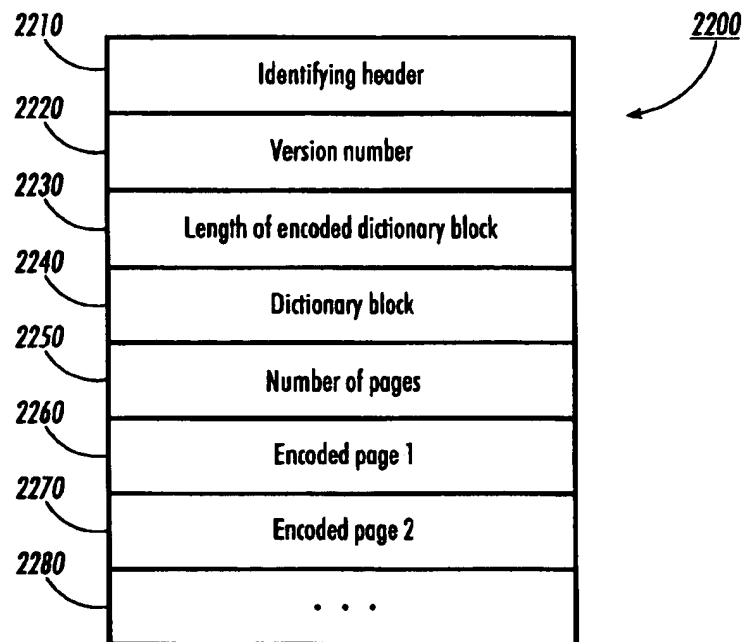 2210
2200
Identifying header
2220
Version number
2230
Length of encoded dictionary block
2240
Dictionary block
2250
Number of pages
2260
Encoded page 1
2270
Encoded page 2
2280
. . .